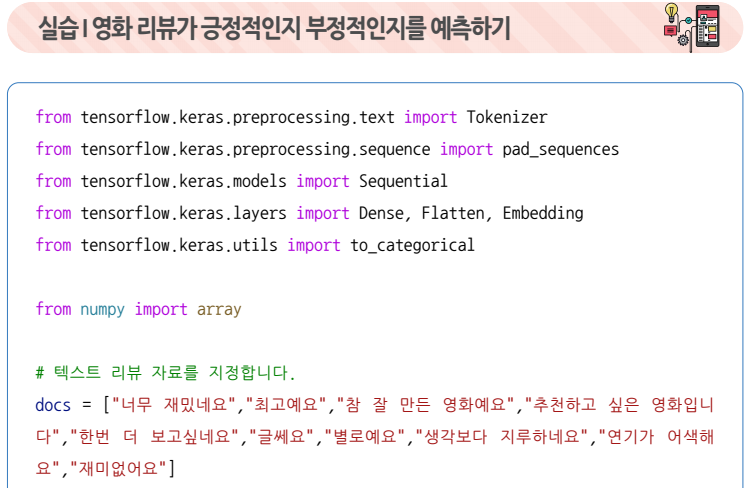 실습 | 영화 리뷰가 긍정적인지 부정적인지를 예측하기
from tensorflow.keras.preprocessing.text import Tokenizer
from tensorflow.keras.preprocessing.sequence import pad_sequences
from tensorflow.keras.models import Sequential
from tensorflow.keras.layers import Dense, Flatten, Embedding
from tensorflow.keras.utils import to_categorical
from numpy import array
# 텍스트 리뷰 자료를 지정합니다.
docs = ["너무 재밌네요","최고예요","참 잘 만든 영화예요","추천하고 싶은 영화입니
다","한번 더 보고싶네요","글쎄요","별로예요","생각보다 지루하네요","연기가 어색해
요","재미없어요"]